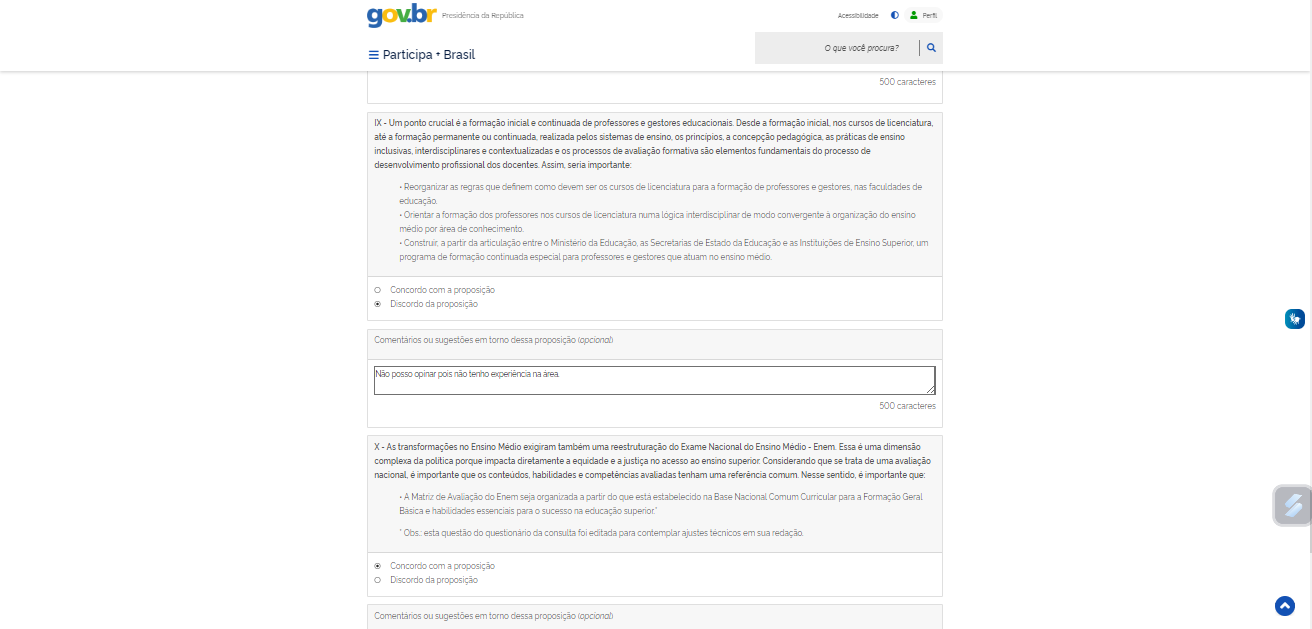 gov.br Presidência da República
Acessibilidade Perfil
Participa + Brasil
O que você procura?
500 caracteres
IX - Um ponto crucial é a formação inicial e continuada de professores e gestores educacionais. Desde a formação inicial, nos cursos de licenciatura,
até a formação permanente ou continuada, realizada pelos sistemas de ensino, os princípios, a concepção pedagógica, as práticas de ensino
inclusivas, interdisciplinares e contextualizadas e os processos de avaliação formativa são elementos fundamentais do processo de
desenvolvimento profissional dos docentes. Assim, seria importante:
• Reorganizar as regras que definem como devem ser os cursos de licenciatura para a formação de professores e gestores, nas faculdades de
educação.
• Orientar a formação dos professores nos cursos de licenciatura numa lógica interdisciplinar de modo convergente à organização do ensino
médio por área de conhecimento.
• Construir, a partir da articulação entre o Ministério da Educação, as Secretarias de Estado da Educação e as Instituições de Ensino Superior, um
programa de formação continuada especial para professores e gestores que atuam no ensino médio.
Concordo com a proposição
Discordo da proposição
Comentários ou sugestões em torno dessa proposição (opcional)
Não posso opinar pois não tenho experiência na área.
500 caracteres
X - As transformações no Ensino Médio exigiram também uma reestruturação do Exame Nacional do Ensino Médio - Enem. Essa é uma dimensão
complexa da política porque impacta diretamente a equidade e a justiça no acesso ao ensino superior. Considerando que se trata de uma avaliação
nacional, é importante que os conteúdos, habilidades e competências avaliadas tenham uma referência comum. Nesse sentido, é importante que:
• A Matriz de Avaliação do Enem seja organizada a partir do que está estabelecido na Base Nacional Comum Curricular para a Formação Geral
Básica e habilidades essenciais para o sucesso na educação superior.*
* Obs.: esta questão do questionário da consulta foi editada para contemplar ajustes técnicos em sua redação.
Concordo com a proposição
Discordo da proposição
Comentários ou sugestões em torno dessa proposição (opcional)